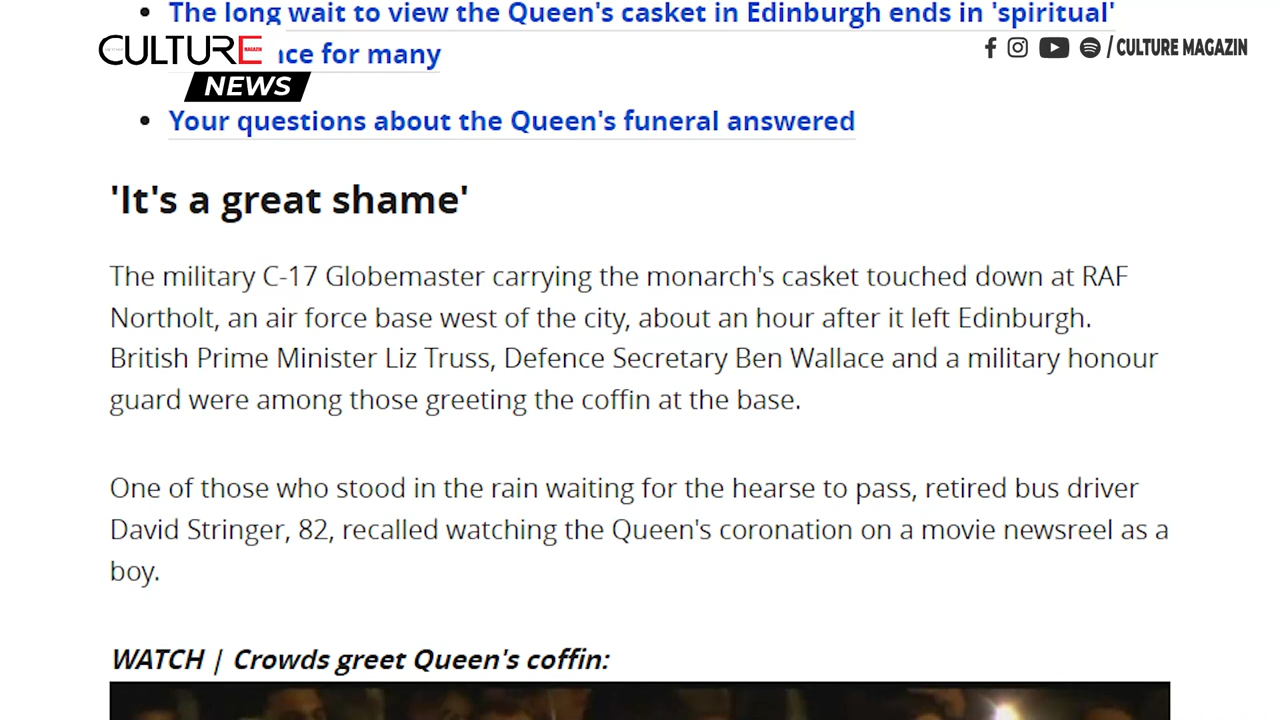 The long wait to view the Queen's casket in Edinburgh ends in 'spiritual'
CULTURE
MAGAZIN
nce for many
/ CULTURE MAGAZIN
NEWS
Your questions about the Queen's funeral answered
'It's a great shame'
The military C-17 Globemaster carrying the monarch's casket touched down at RAF
Northolt, an air force base west of the city, about an hour after it left Edinburgh.
British Prime Minister Liz Truss, Defence Secretary Ben Wallace and a military honour
guard were among those greeting the coffin at the base.
One of those who stood in the rain waiting for the hearse to pass, retired bus driver
David Stringer, 82, recalled watching the Queen's coronation on a movie newsreel as a
boy.
WATCH | Crowds greet Queen's coffin: